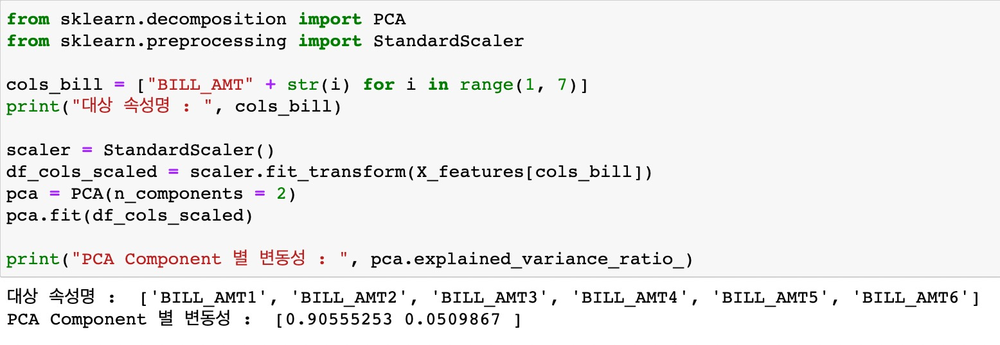 from sklearn.decomposition import PCA
from sklearn.preprocessing import StandardScaler
cols_bill = ["BILL_AMT" + str(i) for i in range(1, 7)]
print("대상 속성명 : ", cols_bill)
scaler = StandardScaler()
df_cols_scaled = scaler.fit_transform(X_features[cols_bill])
pca = PCA(n_components = 2)
pca.fit(df_cols_scaled)
print("PCA Component 별 변동성 : ", pca.explained_variance_ratio_)
대상 속성명 :  ['BILL_AMT1', 'BILL_AMT2', 'BILL_AMT3', 'BILL_AMT4', 'BILL_AMT5', 'BILL_AMT6']
PCA Component 별 변동성 :  [0.90555253 0.0509867 ]